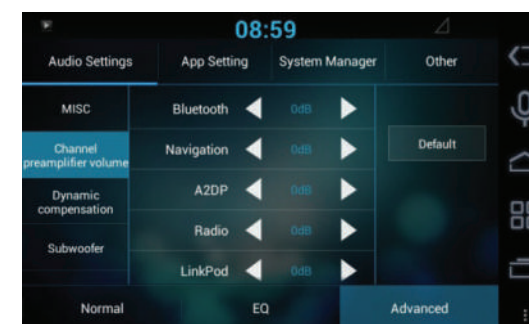 08:59
Audio Settings
App Setting
System Manager
Other
MISC
Channel
preamplifier volume
Dynamic
compensation
Subwoofer
Bluetooth 0dB
Navigation 0dB
A2DP 0dB
Radio 0dB
LinkPod 0dB
Default
Normal
EQ
Advanced